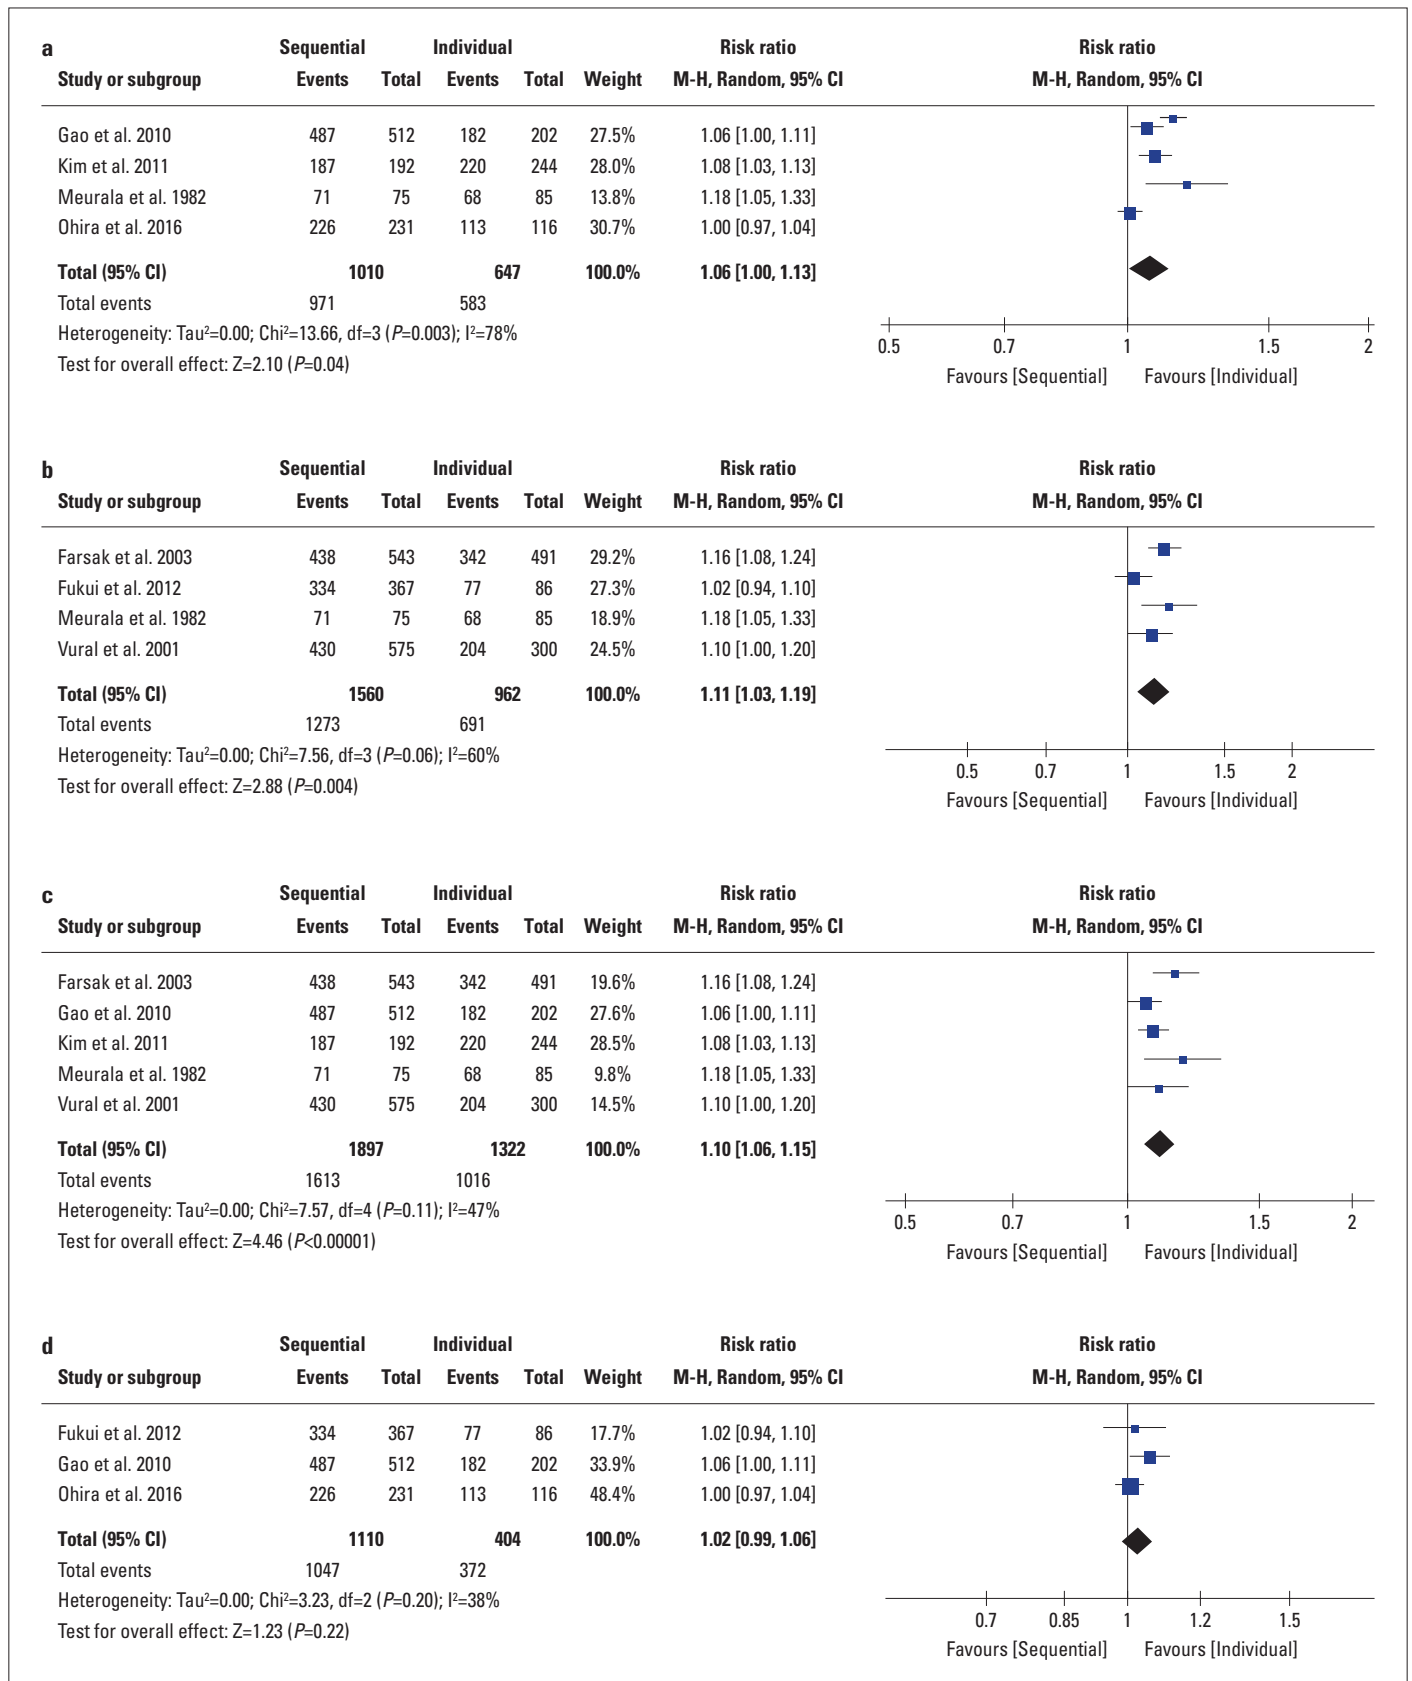 a
Sequential Individual Risk ratio Risk ratio
Study or subgroup Events Total Events Total Weight M-H, Random, 95% CI M-H, Random, 95% CI
Gao et al. 2010 487 512 182 202 27.5% 1.06 [1.00, 1.11]
Kim et al. 2011 187 192 220 244 28.0% 1.08 [1.03, 1.13]
Meurala et al. 1982 71 75 68 85 13.8% 1.18 [1.05, 1.33]
Ohira et al. 2016 226 231 113 116 30.7% 1.00 [0.97, 1.04]
Total (95% CI) 1010 647 100.0% 1.06 [1.00, 1.13]
Total events 971 583
Heterogeneity: Tau²=0.00; Chi²=13.66, df=3 (P=0.003); I²=78%
Test for overall effect: Z=2.10 (P=0.04)
0.5 0.7 1 1.5 2
Favours [Sequential] Favours [Individual]
b
Sequential Individual Risk ratio Risk ratio
Study or subgroup Events Total Events Total Weight M-H, Random, 95% CI M-H, Random, 95% CI
Farsak et al. 2003 438 543 342 491 29.2% 1.16 [1.08, 1.24]
Fukui et al. 2012 334 367 77 86 27.3% 1.02 [0.94, 1.10]
Meurala et al. 1982 71 75 68 85 18.9% 1.18 [1.05, 1.33]
Vural et al. 2001 430 575 204 300 24.5% 1.10 [1.00, 1.20]
Total (95% CI) 1560 962 100.0% 1.11 [1.03, 1.19]
Total events 1273 691
Heterogeneity: Tau²=0.00; Chi²=7.56, df=3 (P=0.06); I²=60%
Test for overall effect: Z=2.88 (P=0.004)
0.5 0.7 1 1.5 2
Favours [Sequential] Favours [Individual]
c
Sequential Individual Risk ratio Risk ratio
Study or subgroup Events Total Events Total Weight M-H, Random, 95% CI M-H, Random, 95% CI
Farsak et al. 2003 438 543 342 491 19.6% 1.16 [1.08, 1.24]
Gao et al. 2010 487 512 182 202 27.6% 1.06 [1.00, 1.11]
Kim et al. 2011 187 192 220 244 28.5% 1.08 [1.03, 1.13]
Meurala et al. 1982 71 75 68 85 9.8% 1.18 [1.05, 1.33]
Vural et al. 2001 430 575 204 300 14.5% 1.10 [1.00, 1.20]
Total (95% CI) 1897 1322 100.0% 1.10 [1.06, 1.15]
Total events 1613 1016
Heterogeneity: Tau²=0.00; Chi²=7.57, df=4 (P=0.11); I²=47%
Test for overall effect: Z=4.46 (P<0.00001)
0.5 0.7 1 1.5 2
Favours [Sequential] Favours [Individual]
d
Sequential Individual Risk ratio Risk ratio
Study or subgroup Events Total Events Total Weight M-H, Random, 95% CI M-H, Random, 95% CI
Fukui et al. 2012 334 367 77 86 17.7% 1.02 [0.94, 1.10]
Gao et al. 2010 487 512 182 202 33.9% 1.06 [1.00, 1.11]
Ohira et al. 2016 226 231 113 116 48.4% 1.00 [0.97, 1.04]
Total (95% CI) 1110 404 100.0% 1.02 [0.99, 1.06]
Total events 1047 372
Heterogeneity: Tau²=0.00; Chi²=3.23, df=2 (P=0.20); I²=38%
Test for overall effect: Z=1.23 (P=0.22)
0.7 0.85 1 1.2 1.5
Favours [Sequential] Favours [Individual]